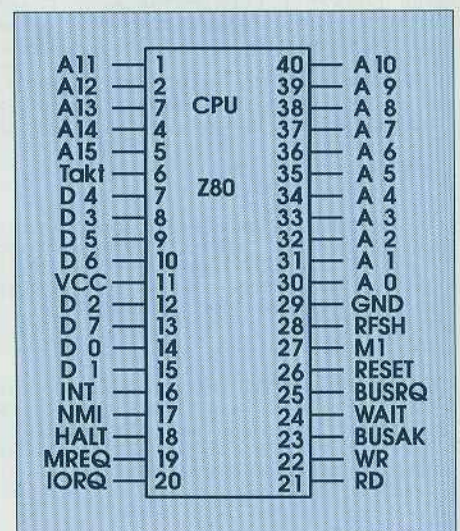 A11 1 40 A 10
A12 2 39 A 9
A13 7 CPU 38 A 8
A14 4 37 A 7
A15 5 36 A 6
Takt 6 35 A 5
D 4 7 Z80 34 A 4
D 3 8 33 A 3
D 5 9 32 A 2
D 6 10 31 A 1
VCC 11 30 A 0
D 2 12 29 GND
D 7 13 28 RFSH
D 0 14 27 M1
D 1 15 26 RESET
INT 16 25 BUSRQ
NMI 17 24 WAIT
HALT 18 23 BUSAK
MREQ 19 22 WR
IORQ 20 21 RD